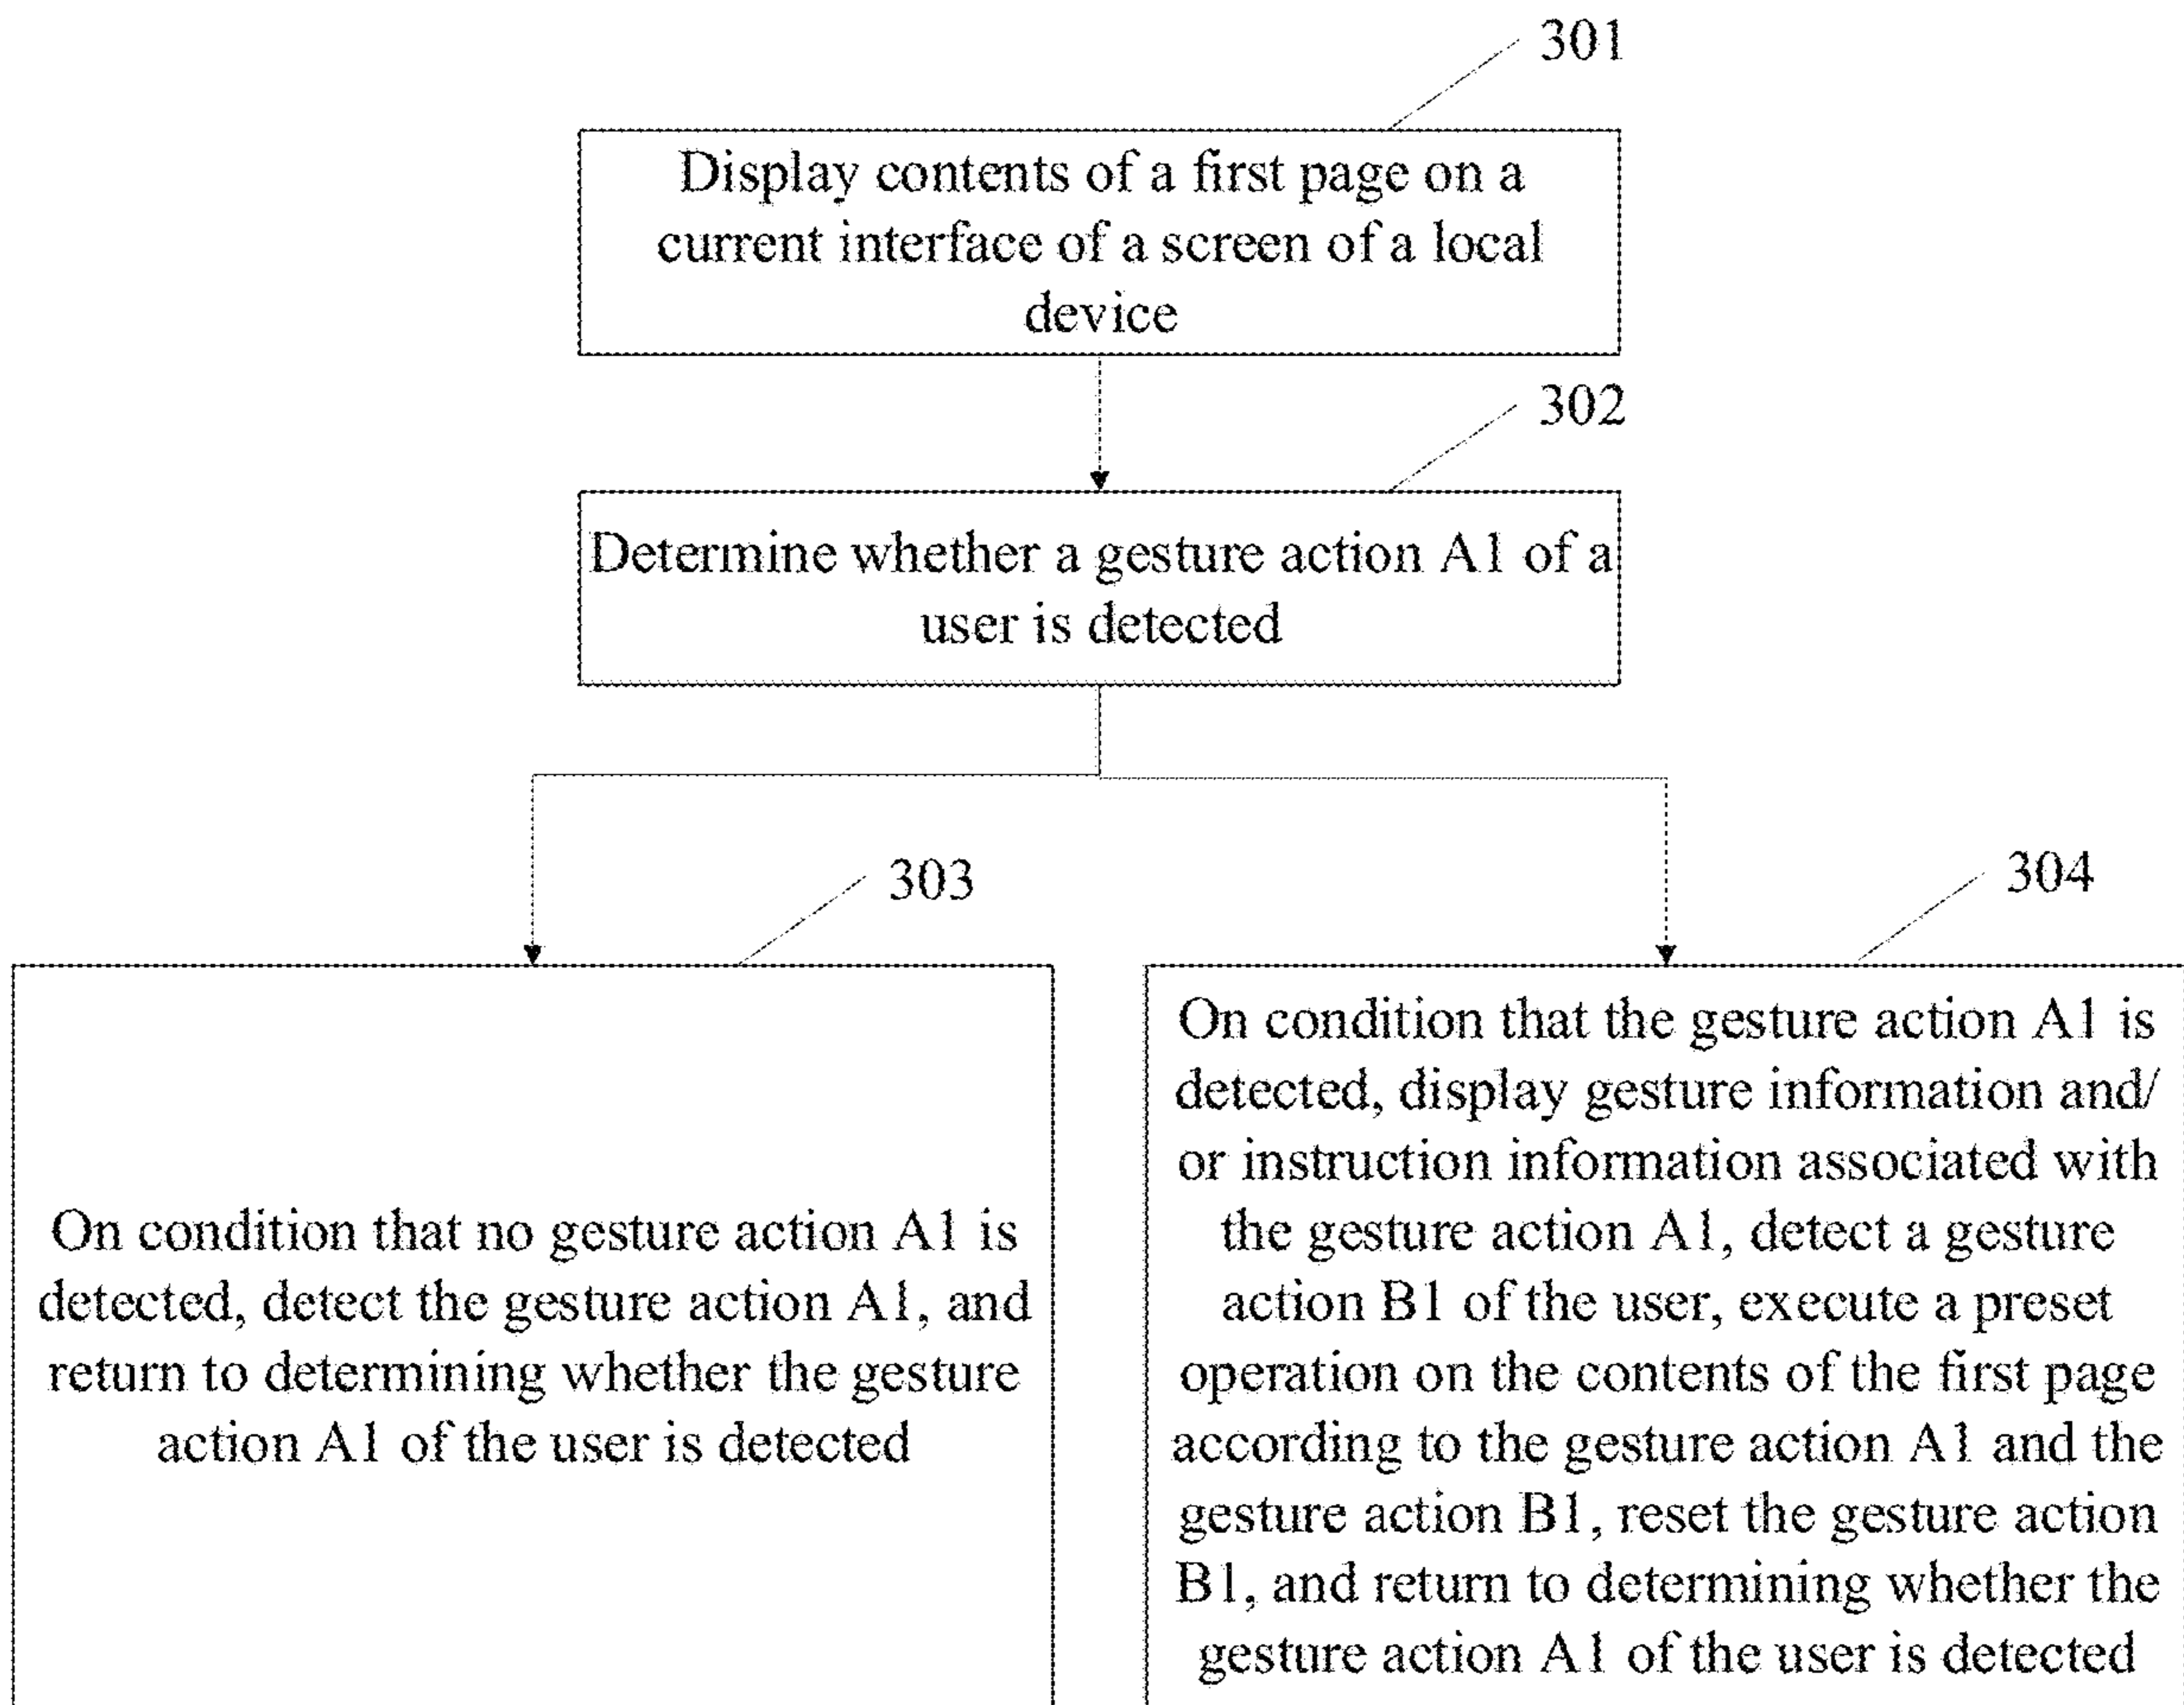 301
Display contents of a first page on a
current interface of a screen of a local
device
302
Determine whether a gesture action A1 of a
user is detected
303
On condition that no gesture action A1 is
detected, detect the gesture action A1, and
return to determining whether the gesture
action A1 of the user is detected
304
On condition that the gesture action A1 is
detected, display gesture information and/
or instruction information associated with
the gesture action A1, detect a gesture
action B1 of the user, execute a preset
operation on the contents of the first page
according to the gesture action A1 and the
gesture action B1, reset the gesture action
B1, and return to determining whether the
gesture action A1 of the user is detected